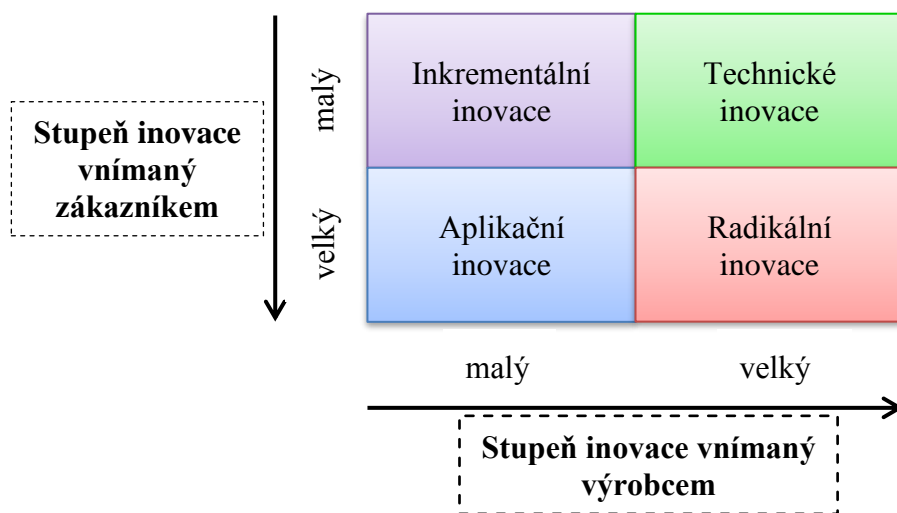 Stupeň inovace
vnímaný
zákazníkem
malý
velký
Inkrementální
inovace
Technické
inovace
Aplikační
inovace
Radikální
inovace
malý
velký
Stupeň inovace vnímaný
výrobcem